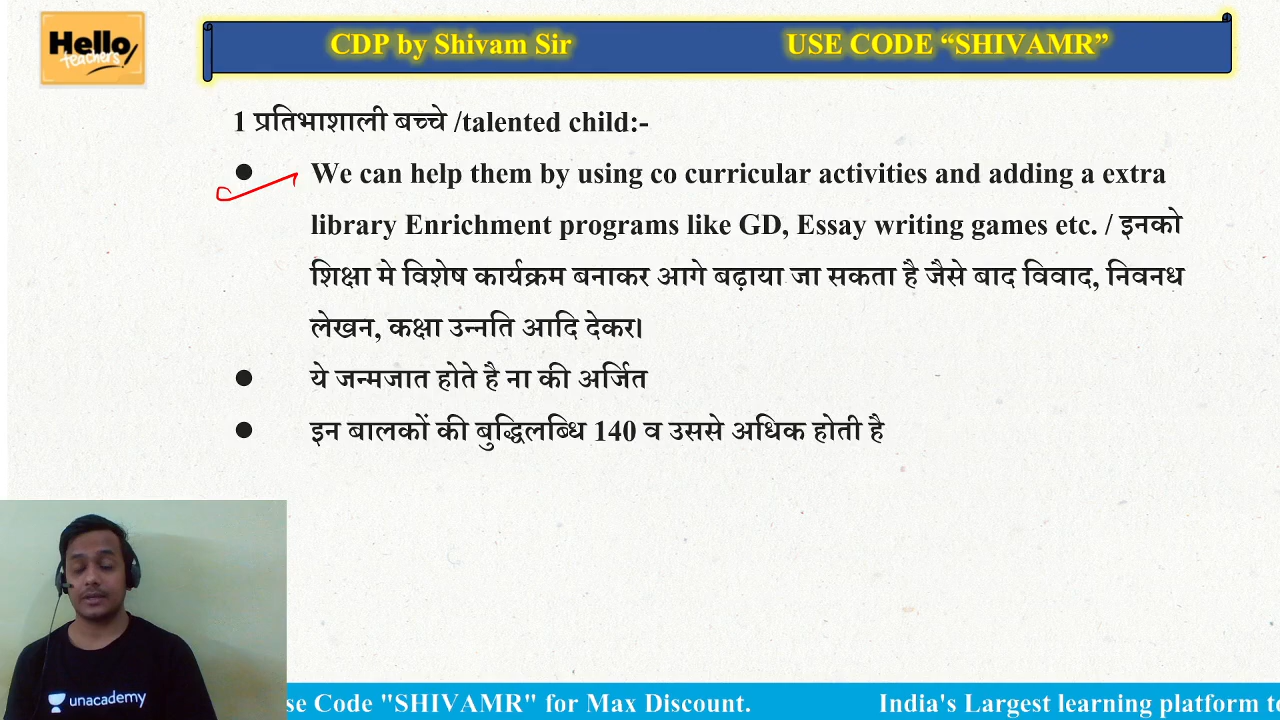 Hello
teachers!
CDP by Shivam Sir USE CODE “SHIVAMR”
1 प्रतिभाशाली बच्चे /talented child:-
● We can help them by using co curricular activities and adding a extra
library Enrichment programs like GD, Essay writing games etc. / इनको
शिक्षा मे विशेष कार्यक्रम बनाकर आगे बढ़ाया जा सकता है जैसे बाद विवाद, निवनध
लेखन, कक्षा उन्नति आदि देकर।
● ये जन्मजात होते है ना की अर्जित
● इन बालकों की बुद्धिलब्धि 140 व उससे अधिक होती है
unacademy
se Code "SHIVAMR" for Max Discount. India's Largest learning platform to